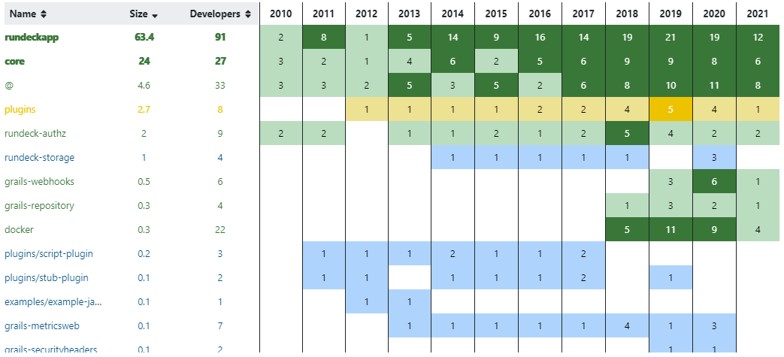 Name Size Developers 2010 2011 2012 2013 2014 2015 2016 2017 2018 2019 2020 2021
rundeckapp 63.4 91 2 8 1 5 14 9 16 14 19 21 19 12
core 24 27 3 2 1 4 6 2 5 6 9 9 8 6
@ 4.6 33 3 3 2 5 3 5 2 6 8 10 11 8
plugins 2.7 8 1 1 1 1 2 2 4 5 4 1
rundeck-authz 2 9 2 2 1 1 2 1 2 5 4 2 2
rundeck-storage 1 4 1 1 1 1 1 3
grails-webhooks 0.5 6 3 6 1
grails-repository 0.3 4 1 3 2 1
docker 0.3 22 5 11 9 4
plugins/script-plugin 0.2 3 1 1 1 2 1 1 2
plugins/stub-plugin 0.1 2 1 1 1 1 1 2 1
examples/example-ja... 0.1 1 1 1
grails-metricsweb 0.1 7 1 1 1 1 1 4 1 3
grails-securityheaders 0.1 2 1 1